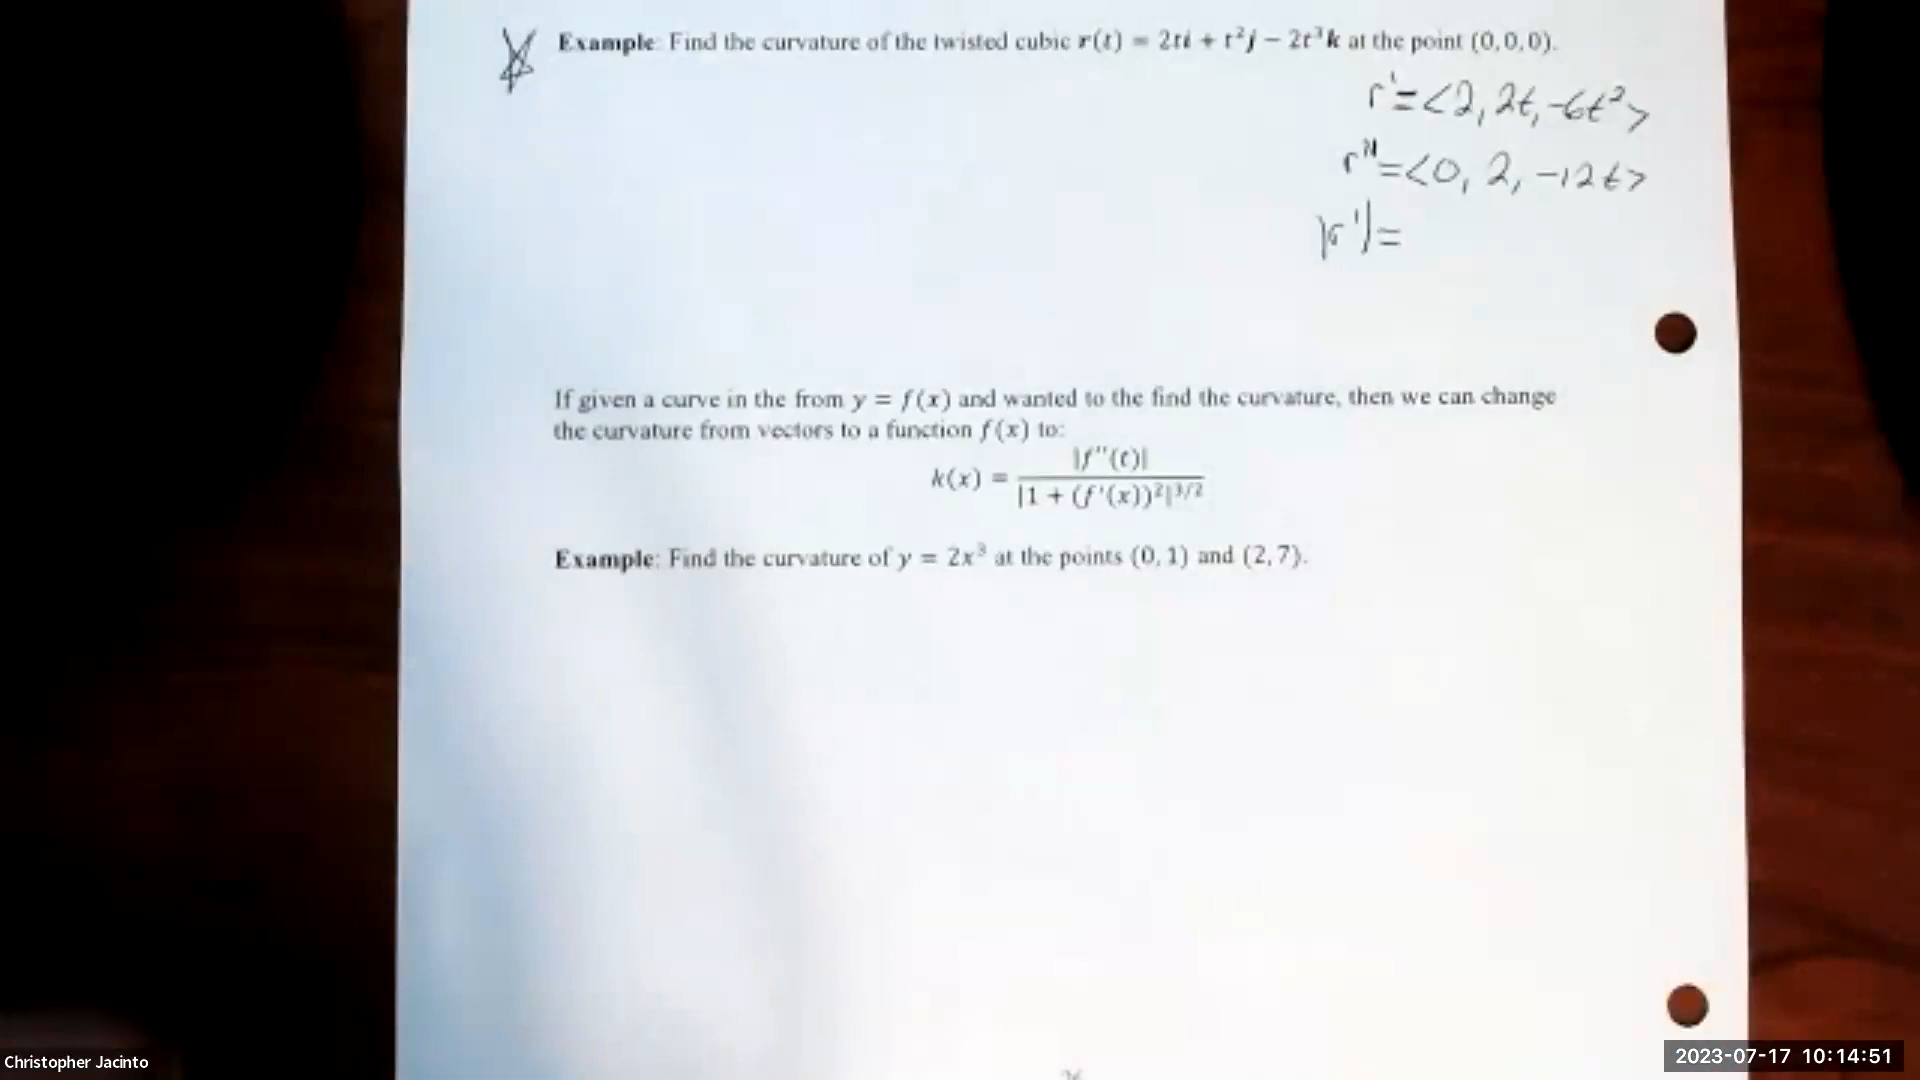 Example: Find the curvature of the twisted cubic r(t) = 2ti + t²j − 2t³k at the point (0,0,0).
r' = <2, 2t, -6t²>
r'' = <0, 2, -12t>
|r'| =
If given a curve in the from y = f(x) and wanted to the find the curvature, then we can change
the curvature from vectors to a function f(x) to:
k(x) = |f''(t)| / |1 + (f'(x))²|^3/2
Example: Find the curvature of y = 2x³ at the points (0, 1) and (2, 7).
Christopher Jacinto
2023-07-17 10:14:51